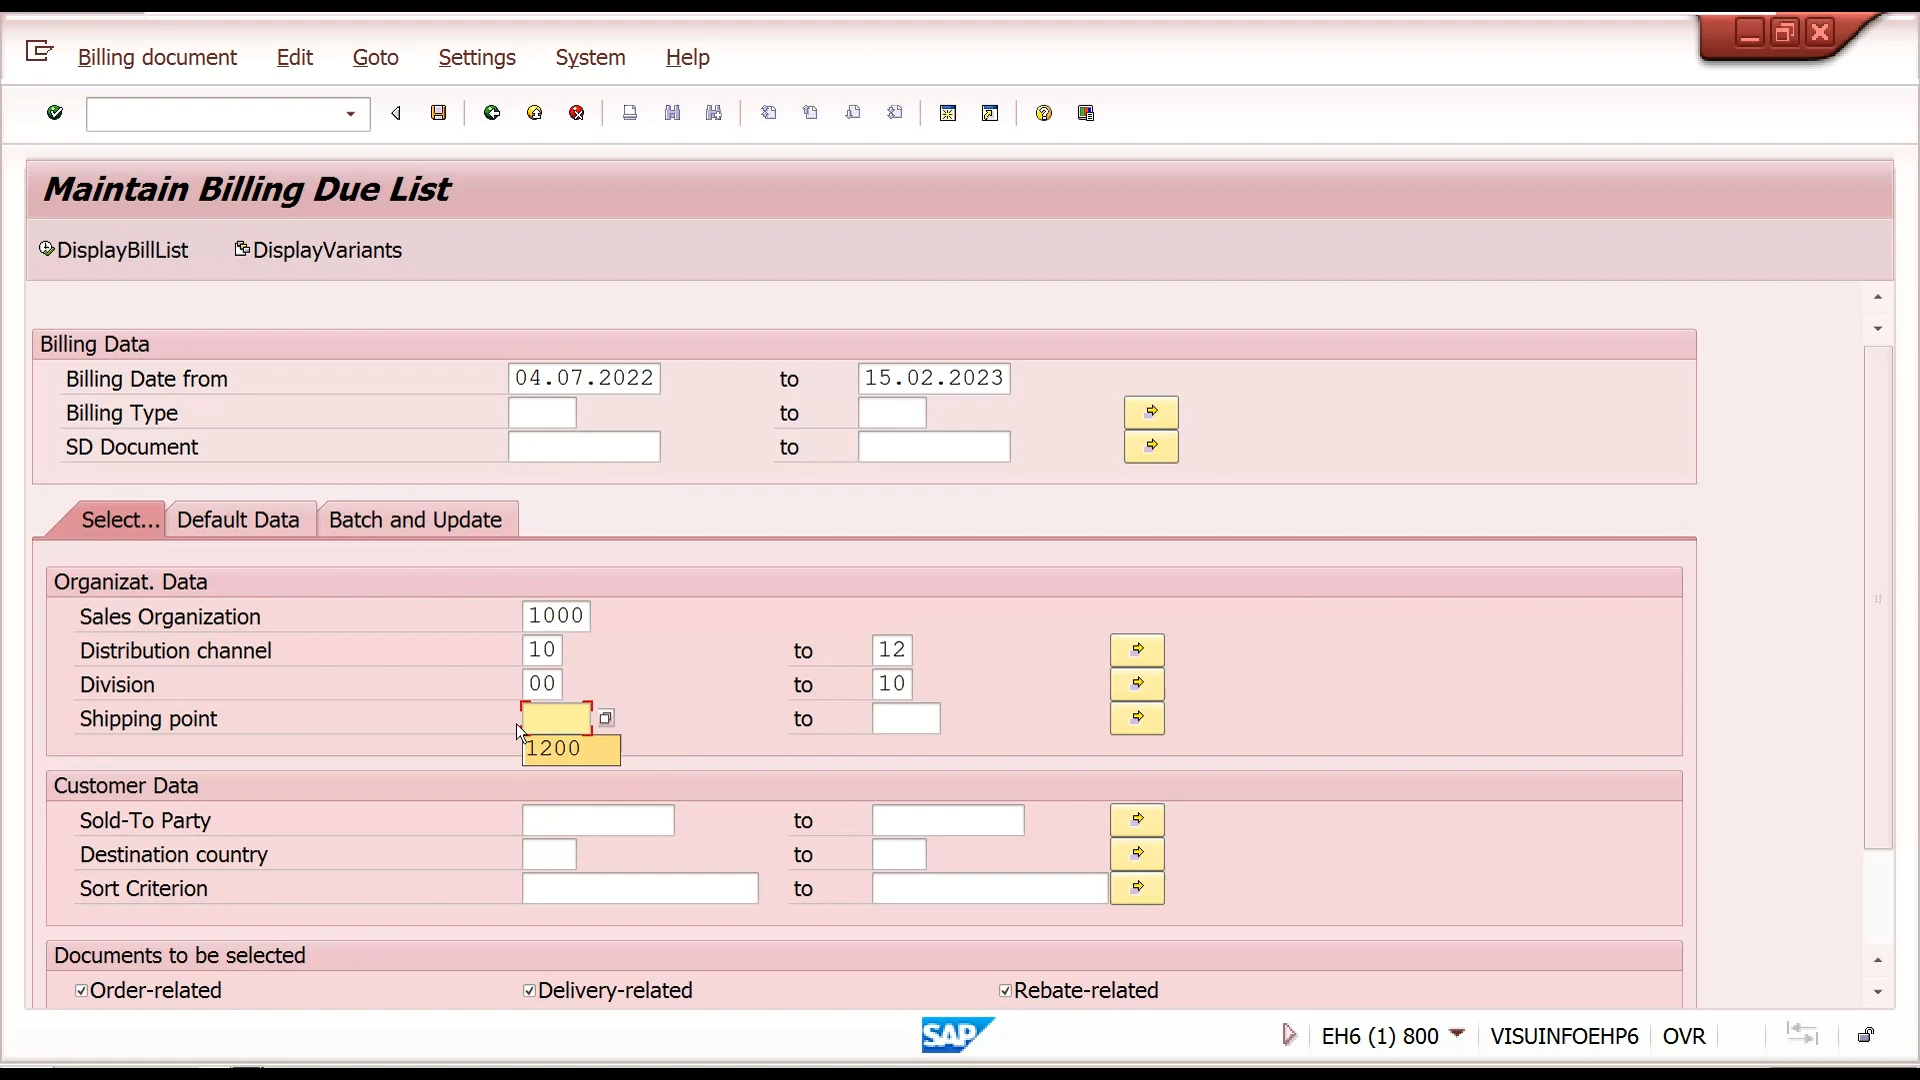 Billing document Edit Goto Settings System Help
Maintain Billing Due List
DisplayBillList DisplayVariants
Billing Data
Billing Date from 04.07.2022 to 15.02.2023
Billing Type to
SD Document to
Select... Default Data Batch and Update
Organizat. Data
Sales Organization 1000
Distribution channel 10 to 12
Division 00 to 10
Shipping point to
1200
Customer Data
Sold-To Party to
Destination country to
Sort Criterion to
Documents to be selected
Order-related Delivery-related Rebate-related
SAP EH6 (1) 800 VISUINFOEHP6 OVR